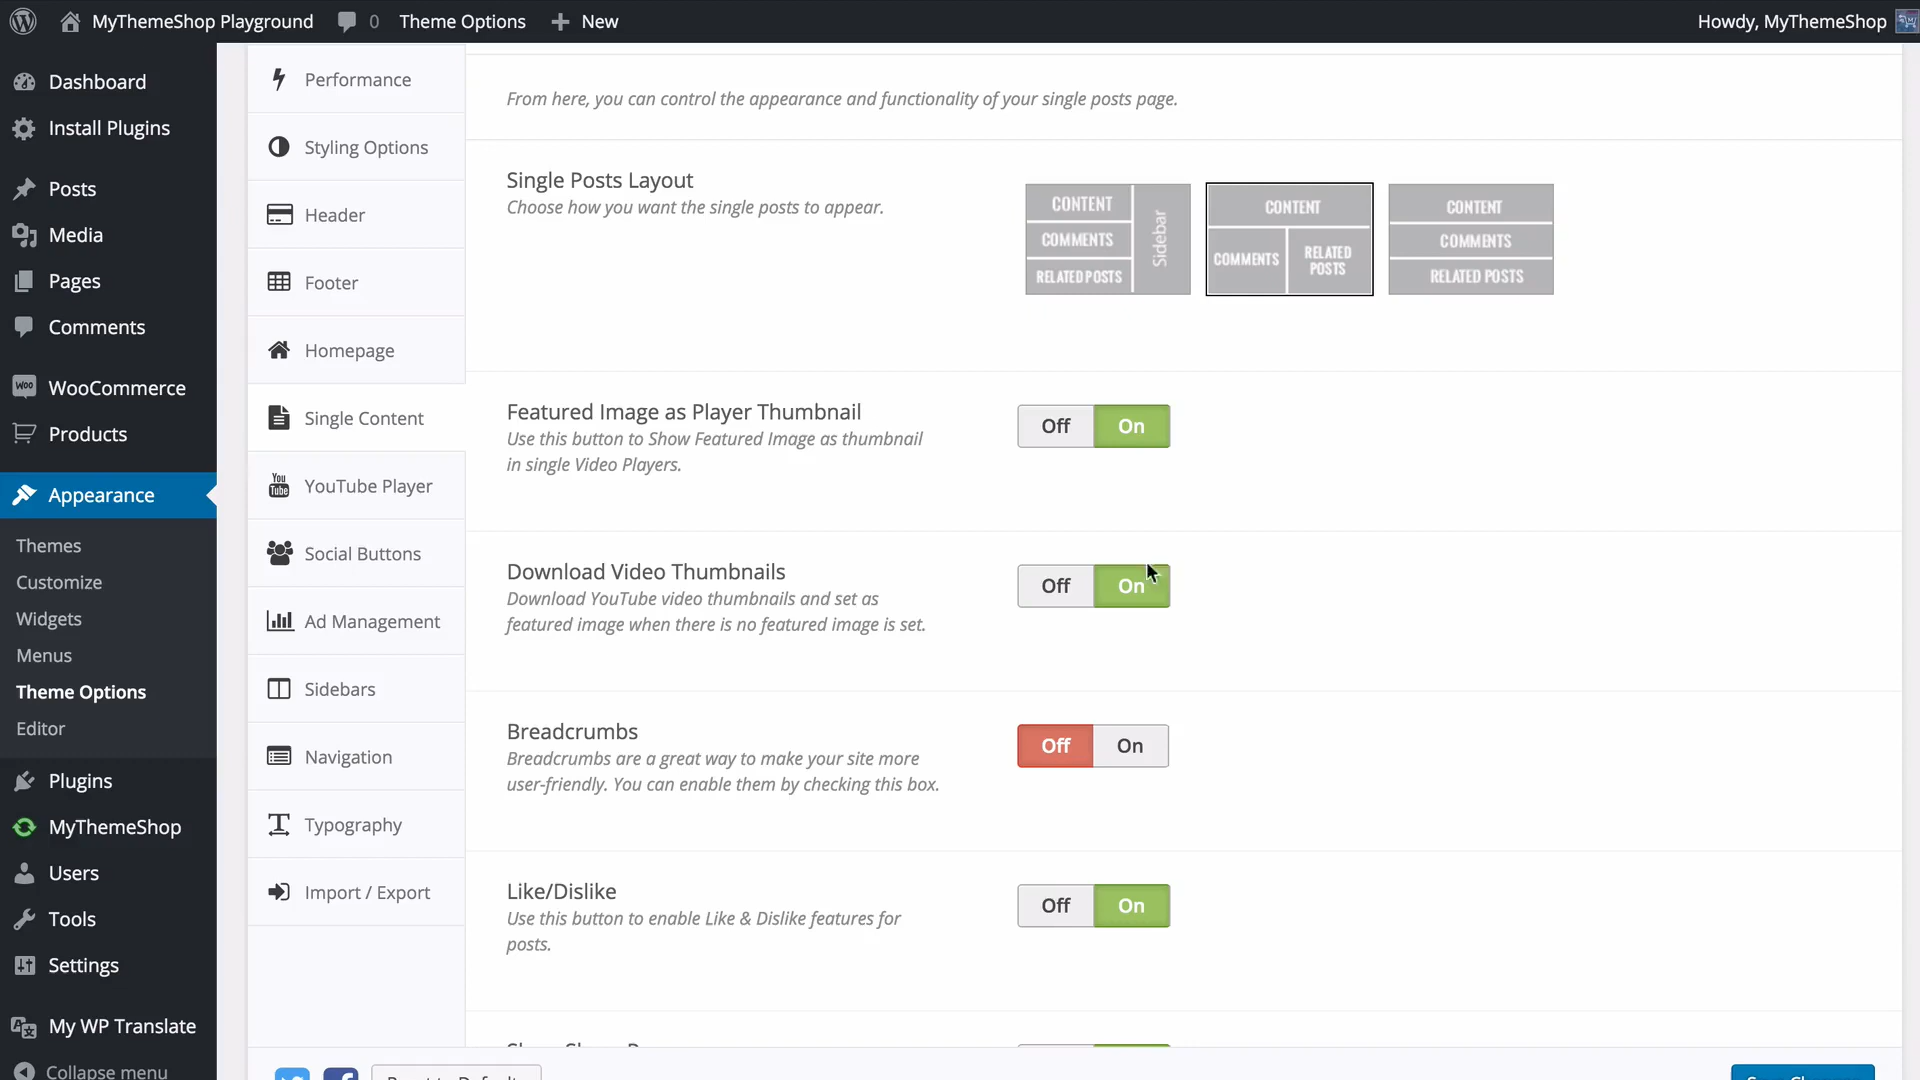 MyThemeShop Playground
0
Theme Options
New
Howdy, MyThemeShop
Dashboard
Install Plugins
Posts
Media
Pages
Comments
WOO
WooCommerce
Products
Appearance
Themes
Customize
Widgets
Menus
Theme Options
Editor
Plugins
MyThemeShop
Users
Tools
Settings
My WP Translate
Collapse menu
Performance
Styling Options
Header
Footer
Homepage
Single Content
You
Tube
YouTube Player
Social Buttons
Ad Management
Sidebars
Navigation
Typography
Import / Export
From here, you can control the appearance and functionality of your single posts page.
Single Posts Layout
Choose how you want the single posts to appear.
CONTENT
COMMENTS
RELATED POSTS
Sidebar
CONTENT
COMMENTS
RELATED
POSTS
CONTENT
COMMENTS
RELATED POSTS
Featured Image as Player Thumbnail
Use this button to Show Featured Image as thumbnail
in single Video Players.
Off On
Download Video Thumbnails
Download YouTube video thumbnails and set as
featured image when there is no featured image is set.
Off On
Breadcrumbs
Breadcrumbs are a great way to make your site more
user-friendly. You can enable them by checking this box.
Off On
Like/Dislike
Use this button to enable Like & Dislike features for
posts.
Off On